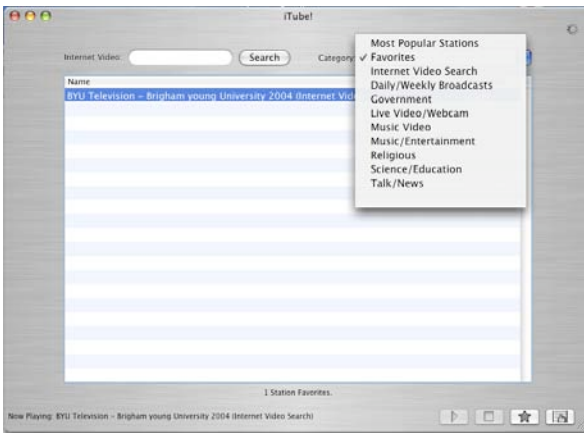 iTube!
Internet Video: Search Category:
Most Popular Stations
✓ Favorites
Internet Video Search
Daily/Weekly Broadcasts
Government
Live Video/Webcam
Music Video
Music/Entertainment
Religious
Science/Education
Talk/News
Name
BYU Television – Brigham young University 2004 (Internet Vid
1 Station Favorites.
Now Playing: BYU Television – Brigham young University 2004 (Internet Video Search)